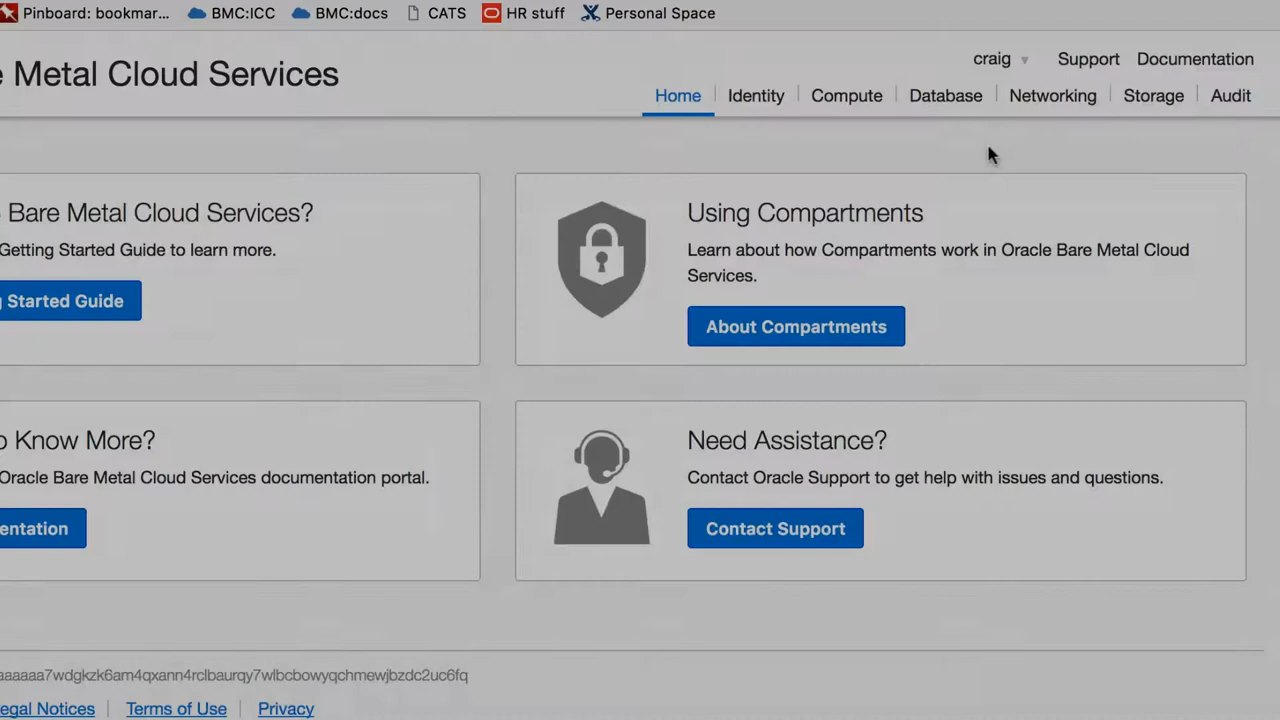 Pinboard: bookmar... BMC:ICC BMC:docs CATS HR stuff Personal Space
craig Support Documentation
Metal Cloud Services
Home Identity Compute Database Networking Storage Audit
Bare Metal Cloud Services?
Getting Started Guide to learn more.
Started Guide
Using Compartments
Learn about how Compartments work in Oracle Bare Metal Cloud
Services.
About Compartments
Know More?
Oracle Bare Metal Cloud Services documentation portal.
entation
Need Assistance?
Contact Oracle Support to get help with issues and questions.
Contact Support
aaaaaa7wdgkzk6am4qxann4rclbaurqy7wlbcbowyqchmewjbzdc2uc6fq
egal Notices Terms of Use Privacy